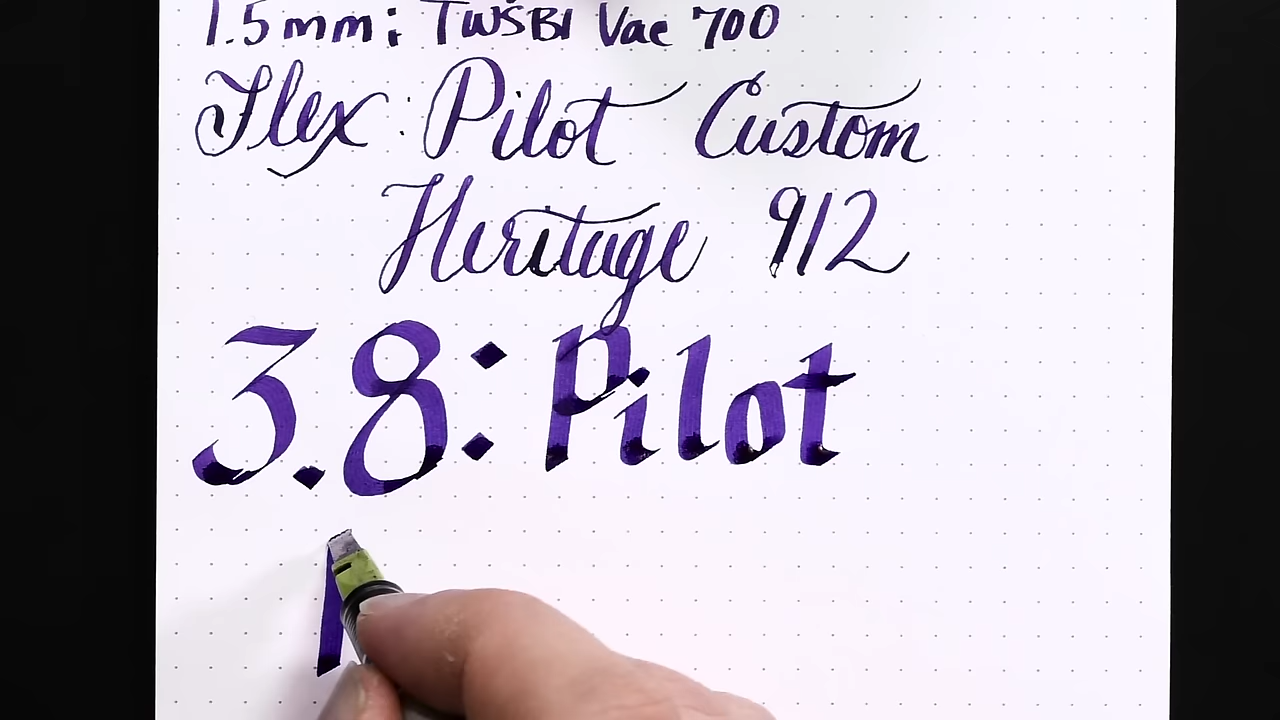 1.5mm: TWSBI Vac 700
Flex: Pilot Custom
Heritage 912
3.8: Pilot